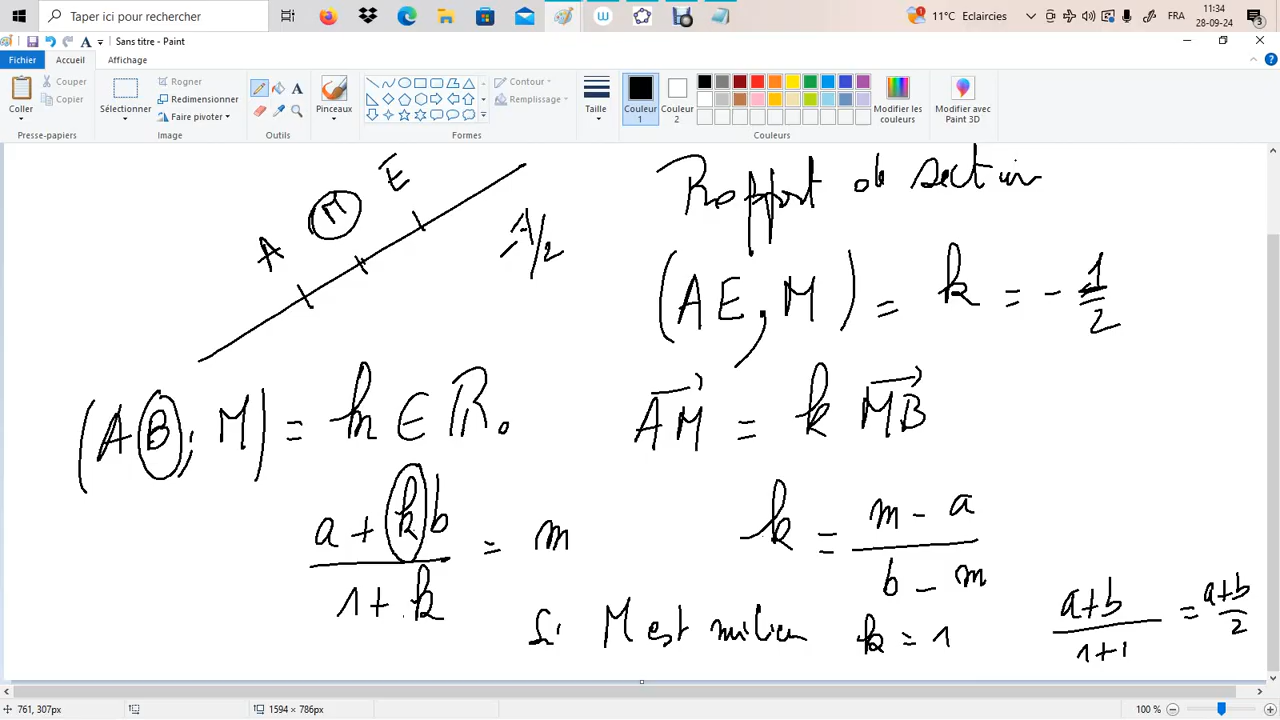 Taper ici pour rechercher
11°C Eclaircies
FRA
11:34
28-09-24
3
Sans titre - Paint
Fichier
Accueil
Affichage
Coller
Couper
Copier
Presse-papiers
Sélectionner
Rogner
Redimensionner
Faire pivoter
Image
A
Outils
Pinceaux
Formes
Contour
Remplissage
Taille
Couleur 1
Couleur 2
Couleurs
Modifier les couleurs
Modifier avec Paint 3D
A M E
Rapport de section
(AE, M) = k = -1/2
(AB; M) = k ∈ R₀
AM = k MB
(a + kb)/(1 + k) = m
k = (m - a)/(b - m)
Si M est milieu k = 1
(a+b)/(1+1) = (a+b)/2
761, 307px
1594 × 786px
100 %